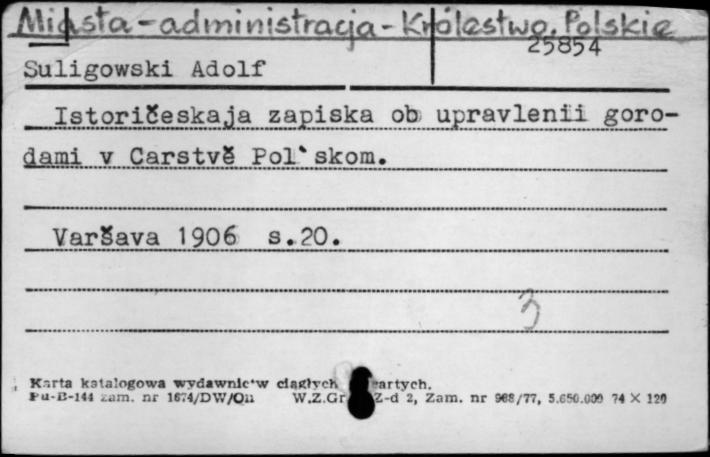 Miasta - administracja - Królestwo Polskie
25854
Suligowski Adolf
Istoričeskaja zapiska ob upravlenii goro-
dami v Carstvě Pol`skom.
Varšava 1906 s.20.
3
Karta katalogowa wydawnic'w ciągłych artych.
Pu-B-144 zam. nr 1674/DW/Qn W.Z.Gr Z-d 2, Zam. nr 968/77, 5.650.000 74 X 120